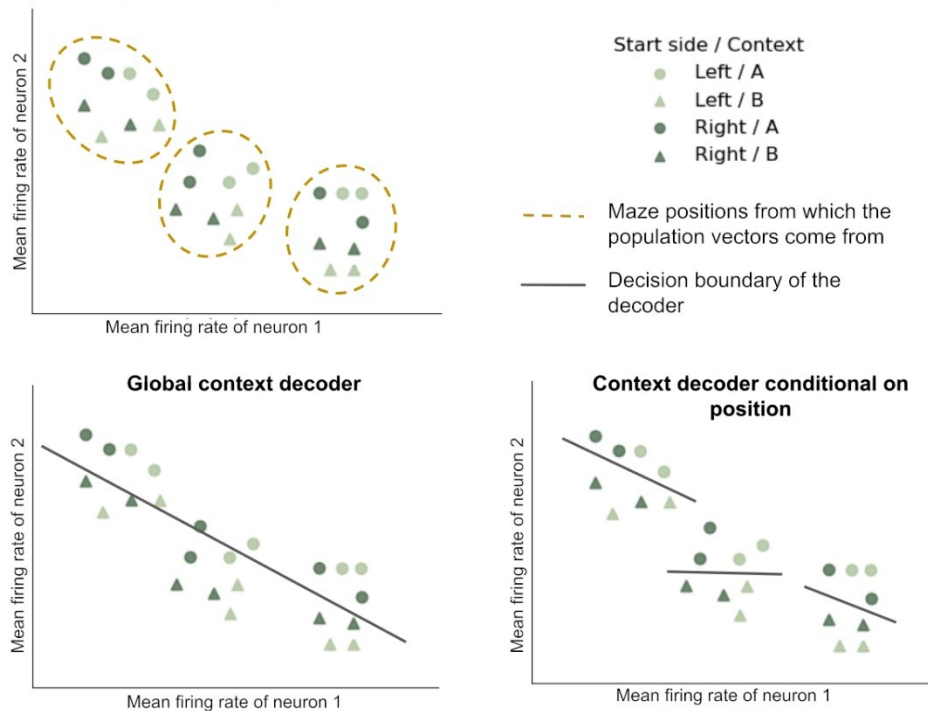 Mean firing rate of neuron 2
Mean firing rate of neuron 1
Start side / Context
Left / A
Left / B
Right / A
Right / B
Maze positions from which the
population vectors come from
Decision boundary of the
decoder
Global context decoder
Mean firing rate of neuron 2
Mean firing rate of neuron 1
Context decoder conditional on
position
Mean firing rate of neuron 2
Mean firing rate of neuron 1